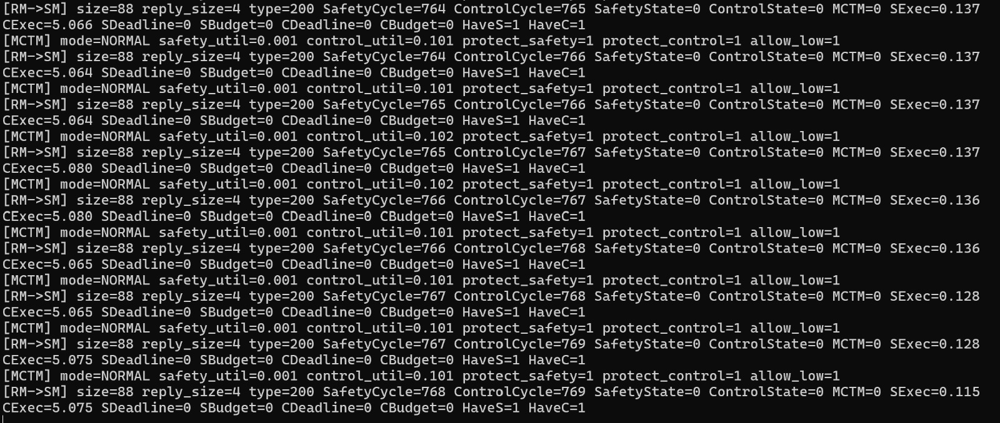 [RM->SM] size=88 reply_size=4 type=200 SafetyCycle=764 ControlCycle=765 SafetyState=0 ControlState=0 MCTM=0 SExec=0.137
CExec=5.066 SDeadline=0 SBudget=0 CDeadline=0 CBudget=0 HaveS=1 HaveC=1
[MCTM] mode=NORMAL safety_util=0.001 control_util=0.101 protect_safety=1 protect_control=1 allow_low=1
[RM->SM] size=88 reply_size=4 type=200 SafetyCycle=764 ControlCycle=766 SafetyState=0 ControlState=0 MCTM=0 SExec=0.137
CExec=5.064 SDeadline=0 SBudget=0 CDeadline=0 CBudget=0 HaveS=1 HaveC=1
[MCTM] mode=NORMAL safety_util=0.001 control_util=0.101 protect_safety=1 protect_control=1 allow_low=1
[RM->SM] size=88 reply_size=4 type=200 SafetyCycle=765 ControlCycle=766 SafetyState=0 ControlState=0 MCTM=0 SExec=0.137
CExec=5.064 SDeadline=0 SBudget=0 CDeadline=0 CBudget=0 HaveS=1 HaveC=1
[MCTM] mode=NORMAL safety_util=0.001 control_util=0.102 protect_safety=1 protect_control=1 allow_low=1
[RM->SM] size=88 reply_size=4 type=200 SafetyCycle=765 ControlCycle=767 SafetyState=0 ControlState=0 MCTM=0 SExec=0.137
CExec=5.080 SDeadline=0 SBudget=0 CDeadline=0 CBudget=0 HaveS=1 HaveC=1
[MCTM] mode=NORMAL safety_util=0.001 control_util=0.102 protect_safety=1 protect_control=1 allow_low=1
[RM->SM] size=88 reply_size=4 type=200 SafetyCycle=766 ControlCycle=767 SafetyState=0 ControlState=0 MCTM=0 SExec=0.136
CExec=5.080 SDeadline=0 SBudget=0 CDeadline=0 CBudget=0 HaveS=1 HaveC=1
[MCTM] mode=NORMAL safety_util=0.001 control_util=0.101 protect_safety=1 protect_control=1 allow_low=1
[RM->SM] size=88 reply_size=4 type=200 SafetyCycle=766 ControlCycle=768 SafetyState=0 ControlState=0 MCTM=0 SExec=0.136
CExec=5.065 SDeadline=0 SBudget=0 CDeadline=0 CBudget=0 HaveS=1 HaveC=1
[MCTM] mode=NORMAL safety_util=0.001 control_util=0.101 protect_safety=1 protect_control=1 allow_low=1
[RM->SM] size=88 reply_size=4 type=200 SafetyCycle=767 ControlCycle=768 SafetyState=0 ControlState=0 MCTM=0 SExec=0.128
CExec=5.065 SDeadline=0 SBudget=0 CDeadline=0 CBudget=0 HaveS=1 HaveC=1
[MCTM] mode=NORMAL safety_util=0.001 control_util=0.101 protect_safety=1 protect_control=1 allow_low=1
[RM->SM] size=88 reply_size=4 type=200 SafetyCycle=767 ControlCycle=769 SafetyState=0 ControlState=0 MCTM=0 SExec=0.128
CExec=5.075 SDeadline=0 SBudget=0 CDeadline=0 CBudget=0 HaveS=1 HaveC=1
[MCTM] mode=NORMAL safety_util=0.001 control_util=0.101 protect_safety=1 protect_control=1 allow_low=1
[RM->SM] size=88 reply_size=4 type=200 SafetyCycle=768 ControlCycle=769 SafetyState=0 ControlState=0 MCTM=0 SExec=0.115
CExec=5.075 SDeadline=0 SBudget=0 CDeadline=0 CBudget=0 HaveS=1 HaveC=1